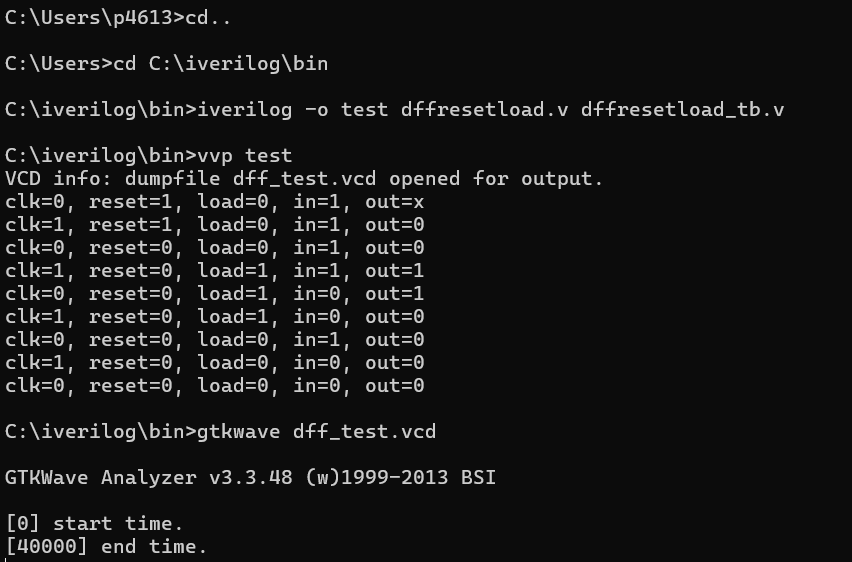 C:\Users\p4613>cd..
C:\Users>cd C:\iverilog\bin
C:\iverilog\bin>iverilog -o test dffresetload.v dffresetload_tb.v
C:\iverilog\bin>vvp test
VCD info: dumpfile dff_test.vcd opened for output.
clk=0, reset=1, load=0, in=1, out=x
clk=1, reset=1, load=0, in=1, out=0
clk=0, reset=0, load=0, in=1, out=0
clk=1, reset=0, load=1, in=1, out=1
clk=0, reset=0, load=1, in=0, out=1
clk=1, reset=0, load=1, in=0, out=0
clk=0, reset=0, load=0, in=1, out=0
clk=1, reset=0, load=0, in=0, out=0
clk=0, reset=0, load=0, in=0, out=0
C:\iverilog\bin>gtkwave dff_test.vcd
GTKWave Analyzer v3.3.48 (w)1999-2013 BSI
[0] start time.
[40000] end time.